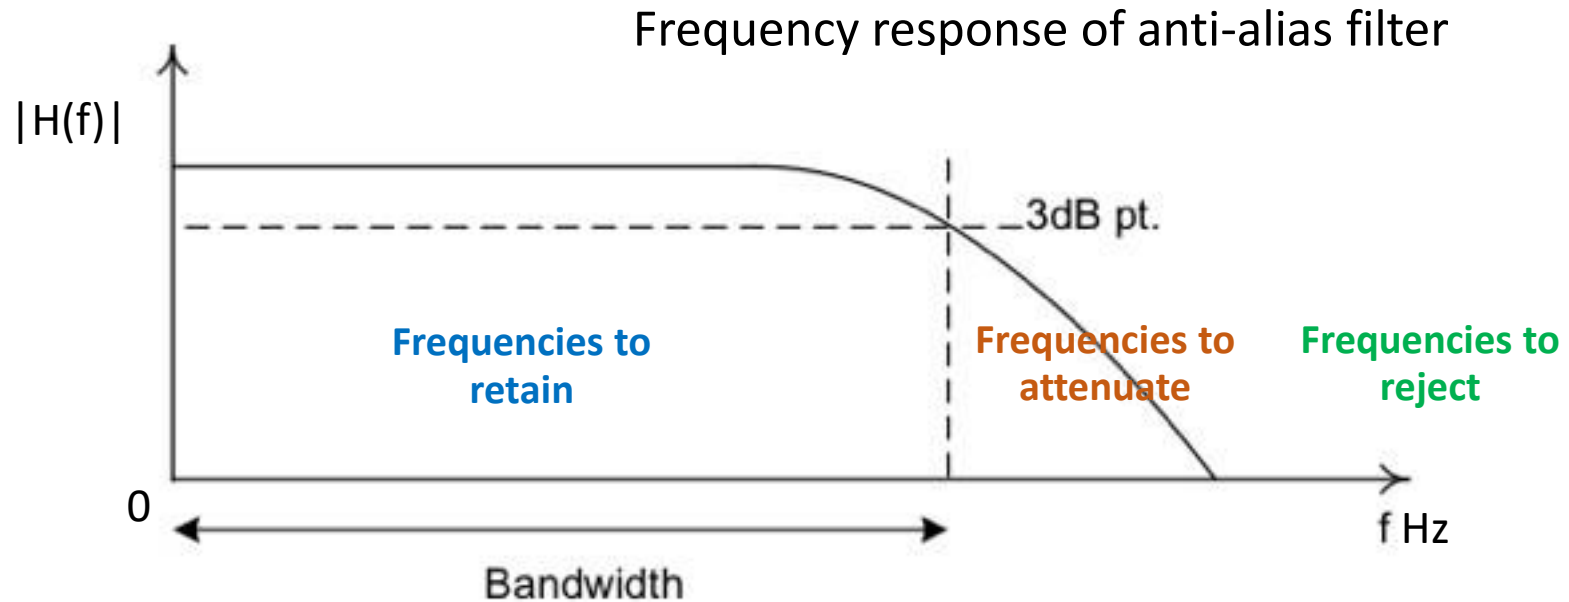 Frequency response of anti-alias filter
|H(f)|
3dB pt.
Frequencies to
retain
Frequencies to
attenuate
Frequencies to
reject
0
f Hz
Bandwidth